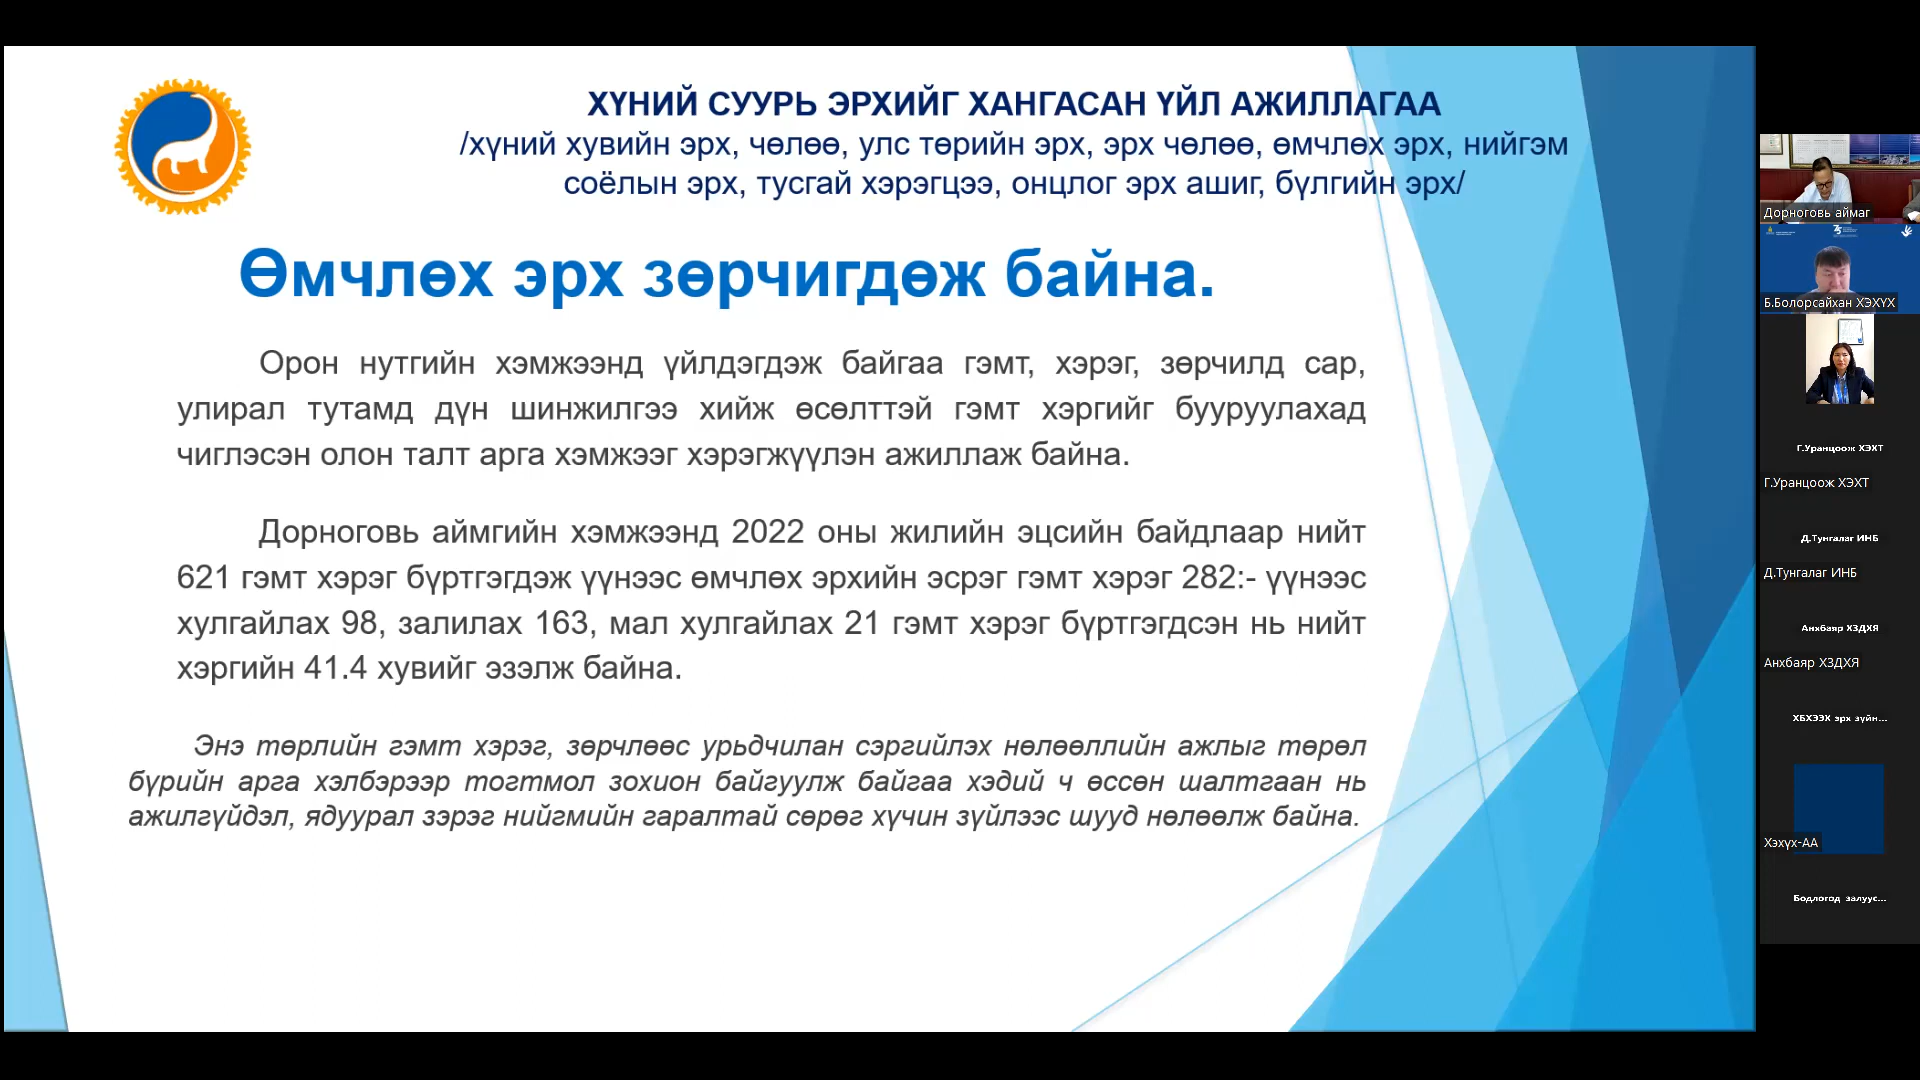 ХҮНИЙ СУУРЬ ЭРХИЙГ ХАНГАСАН ҮЙЛ АЖИЛЛАГАА
/хүний хувийн эрх, чөлөө, улс төрийн эрх, эрх чөлөө, өмчлөх эрх, нийгэм
соёлын эрх, тусгай хэрэгцээ, онцлог эрх ашиг, бүлгийн эрх/
Өмчлөх эрх зөрчигдөж байна.
Орон нутгийн хэмжээнд үйлдэгдэж байгаа гэмт, хэрэг, зөрчилд сар,
улирал тутамд дүн шинжилгээ хийж өсөлттэй гэмт хэргийг бууруулахад
чиглэсэн олон талт арга хэмжээг хэрэгжүүлэн ажиллаж байна.
Дорноговь аймгийн хэмжээнд 2022 оны жилийн эцсийн байдлаар нийт
621 гэмт хэрэг бүртгэгдэж үүнээс өмчлөх эрхийн эсрэг гэмт хэрэг 282:- үүнээс
хулгайлах 98, залилах 163, мал хулгайлах 21 гэмт хэрэг бүртгэгдсэн нь нийт
хэргийн 41.4 хувийг эзэлж байна.
Энэ төрлийн гэмт хэрэг, зөрчлөөс урьдчилан сэргийлэх нөлөөллийн ажлыг төрөл
бүрийн арга хэлбэрээр тогтмол зохион байгуулж байгаа хэдий ч өссөн шалтгаан нь
ажилгүйдэл, ядуурал зэрэг нийгмийн гаралтай сөрөг хүчин зүйлээс шууд нөлөөлж байна.
Дорноговь аймаг
75
Б.Болорсайхан ХЭХҮХ
Г.Уранцоож ХЭХТ
Г.Уранцоож ХЭХТ
Д.Тунгалаг ИНБ
Д.Тунгалаг ИНБ
Анхбаяр ХЗДХЯ
Анхбаяр ХЗДХЯ
ХБХЭЭХ эрх зүйн...
Хэхүх-АА
Бодлогод залуус...